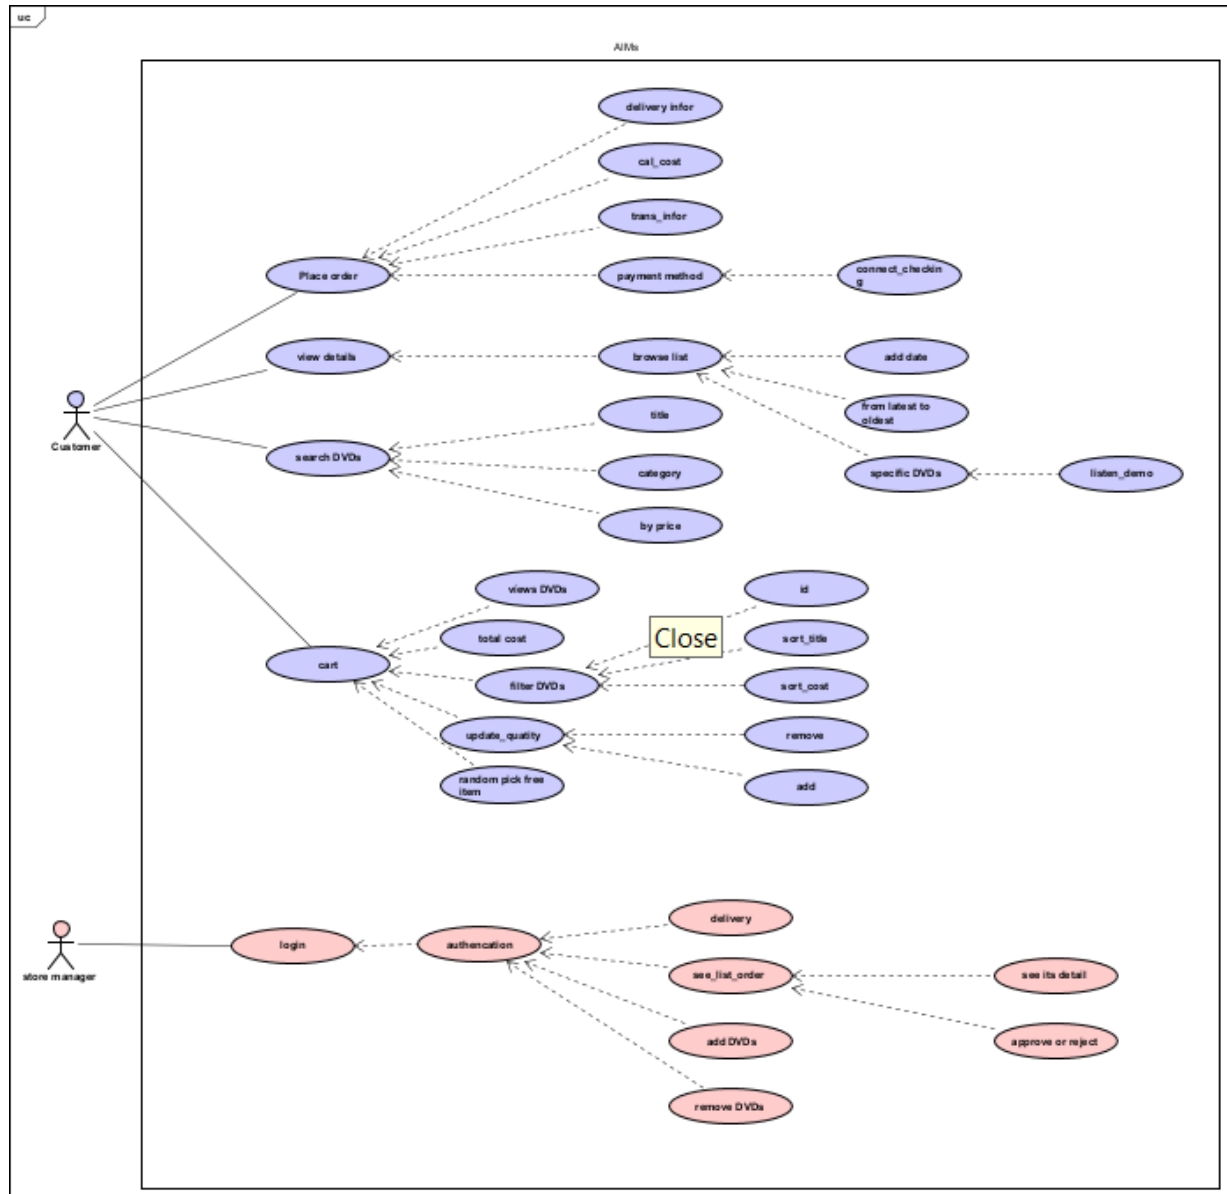 uc
AIMs
delivery infor
cal_cost
trans_infor
Place order
payment method
connect_checkin
g
view details
browse list
add date
from latest to
oldest
title
Customer
search DVDs
category
specific DVDs
listen_demo
by price
views DVDs
id
total cost
Close
sort_title
cart
filter DVDs
sort_cost
update_quatity
remove
random pick free
item
add
delivery
login
authencation
store manager
see_list_order
see its detail
add DVDs
approve or reject
remove DVDs